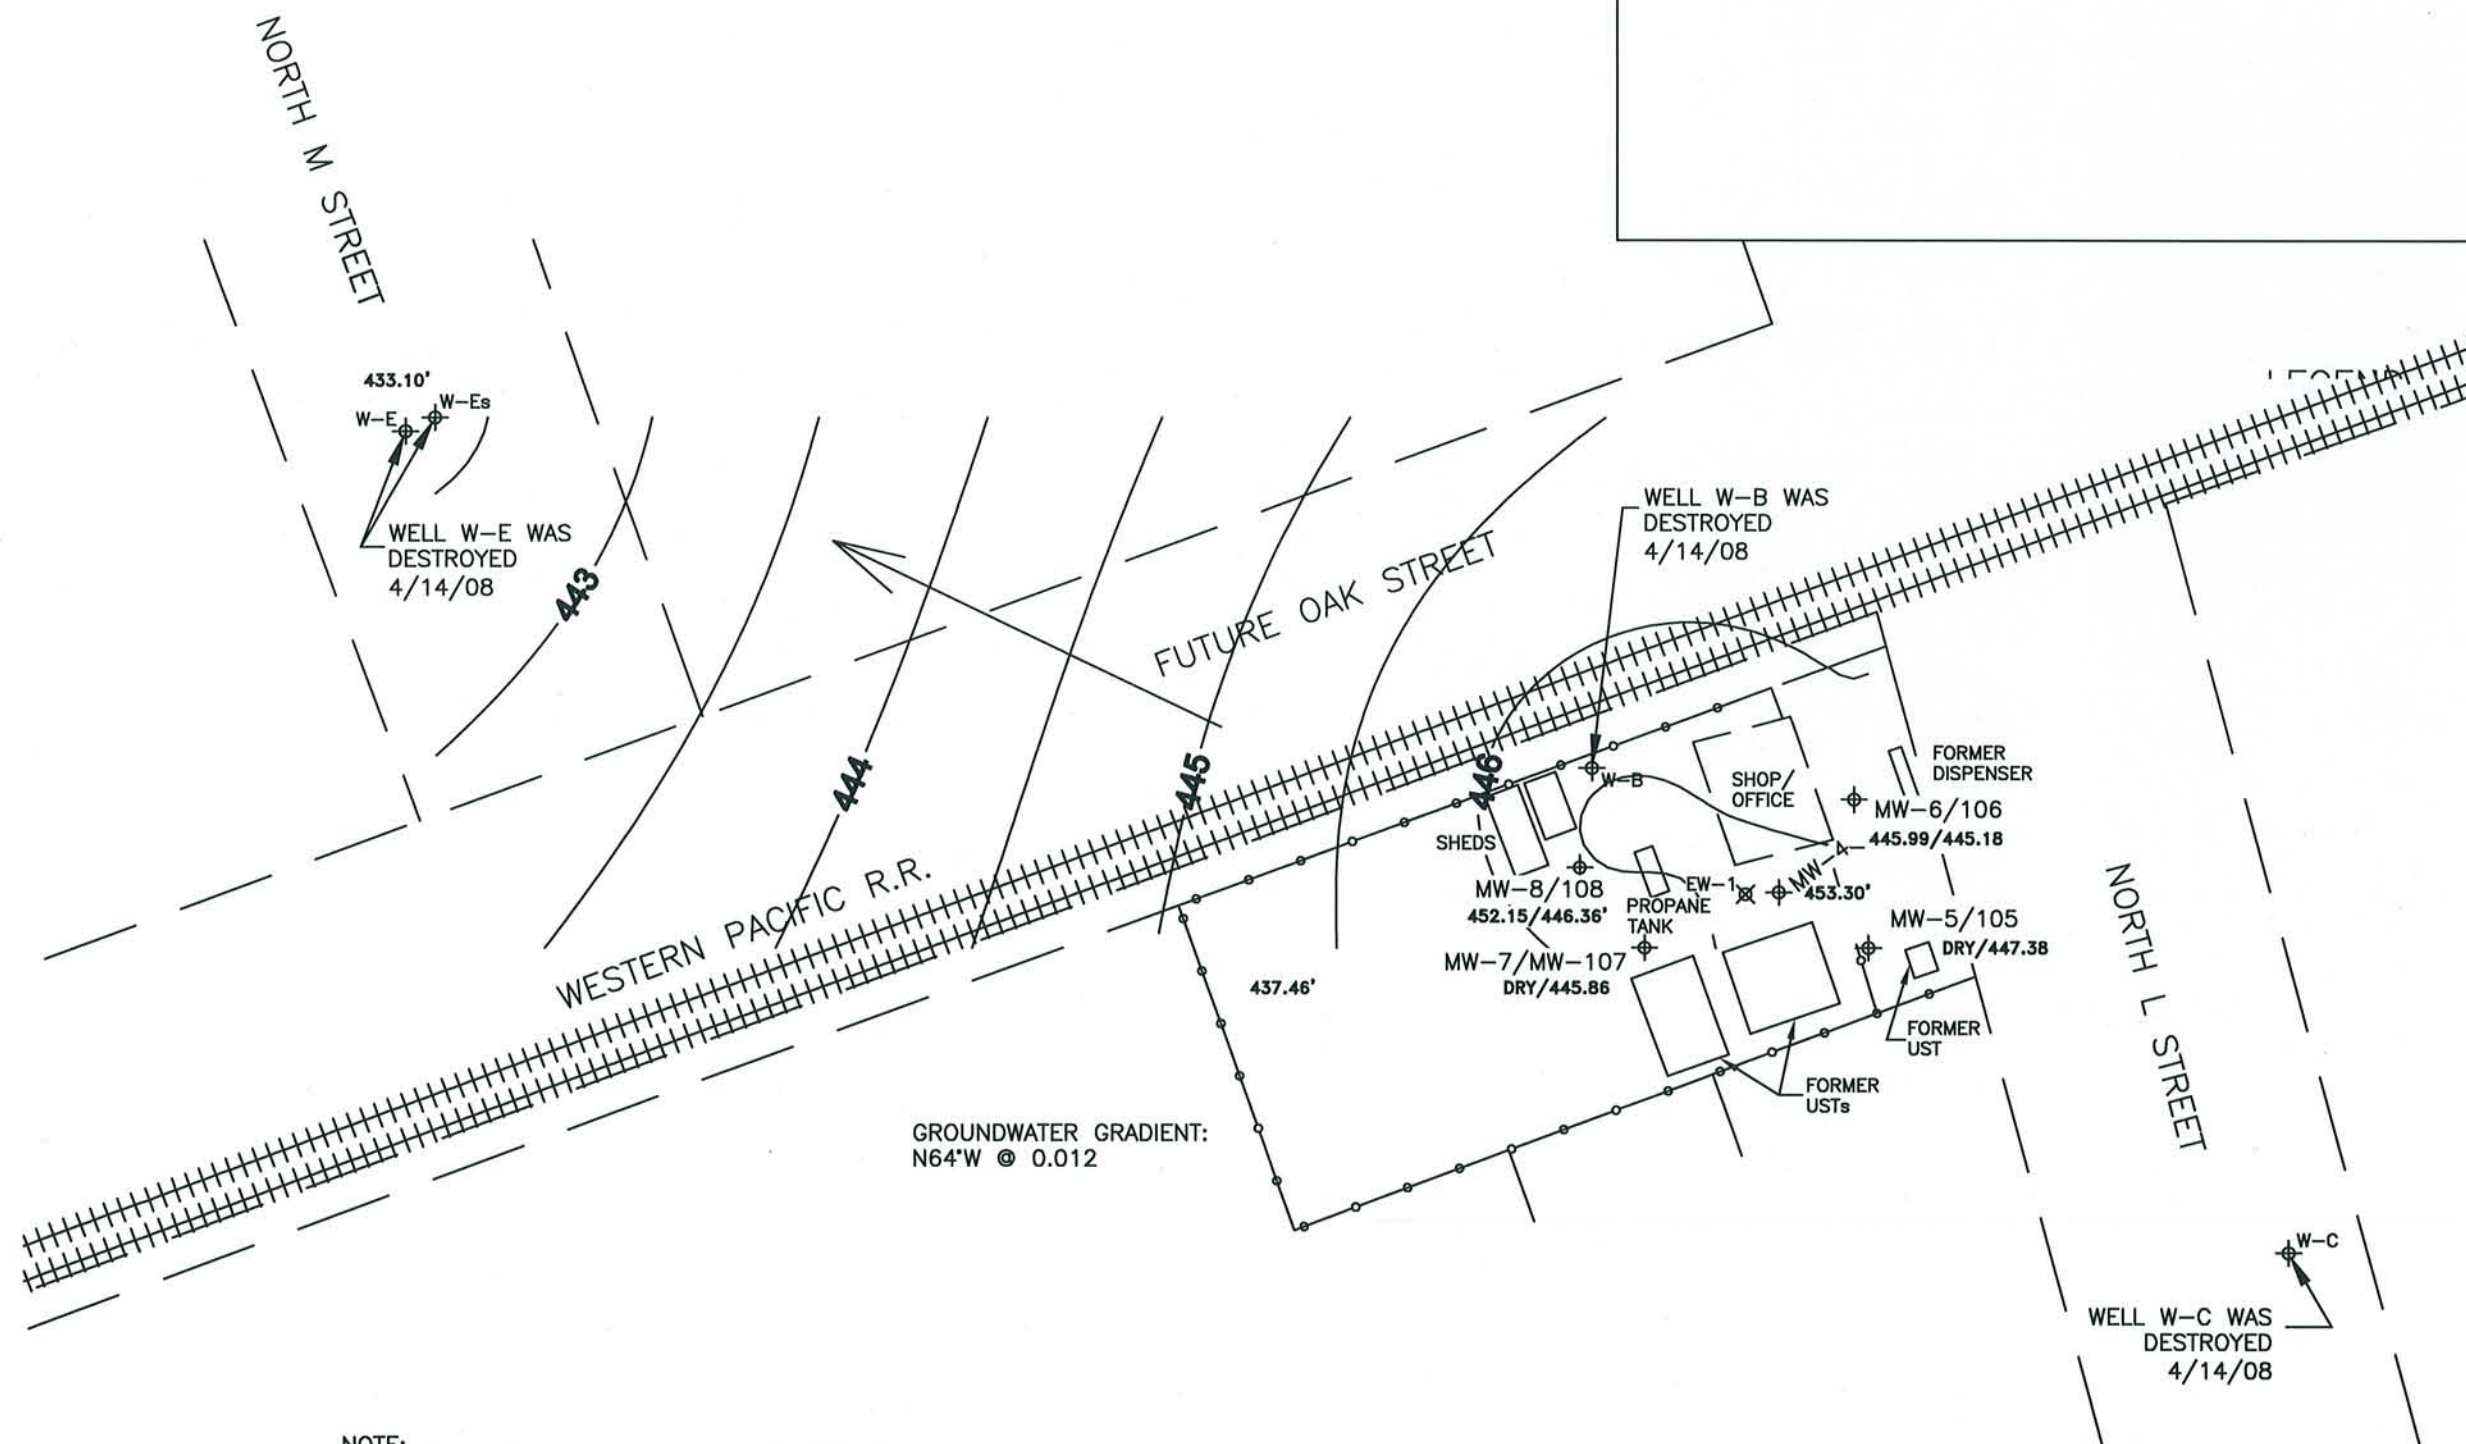 NORTH M STREET
433.10'
W-Es
W-E
WELL W-E WAS
DESTROYED
4/14/08
443
444
445
446
FUTURE OAK STREET
WESTERN PACIFIC R.R.
WELL W-B WAS
DESTROYED
4/14/08
W-B
SHOP/
OFFICE
FORMER
DISPENSER
MW-6/106
445.99/445.18
SHEDS
MW-8/108
452.15/446.36'
PROPANE
TANK
EW-1
MW
453.30'
MW-5/105
DRY/447.38
MW-7/MW-107
DRY/445.86
437.46'
FORMER
UST
FORMER
USTs
NORTH L STREET
GROUNDWATER GRADIENT:
N64°W @ 0.012
W-C
WELL W-C WAS
DESTROYED
4/14/08
NOTE: